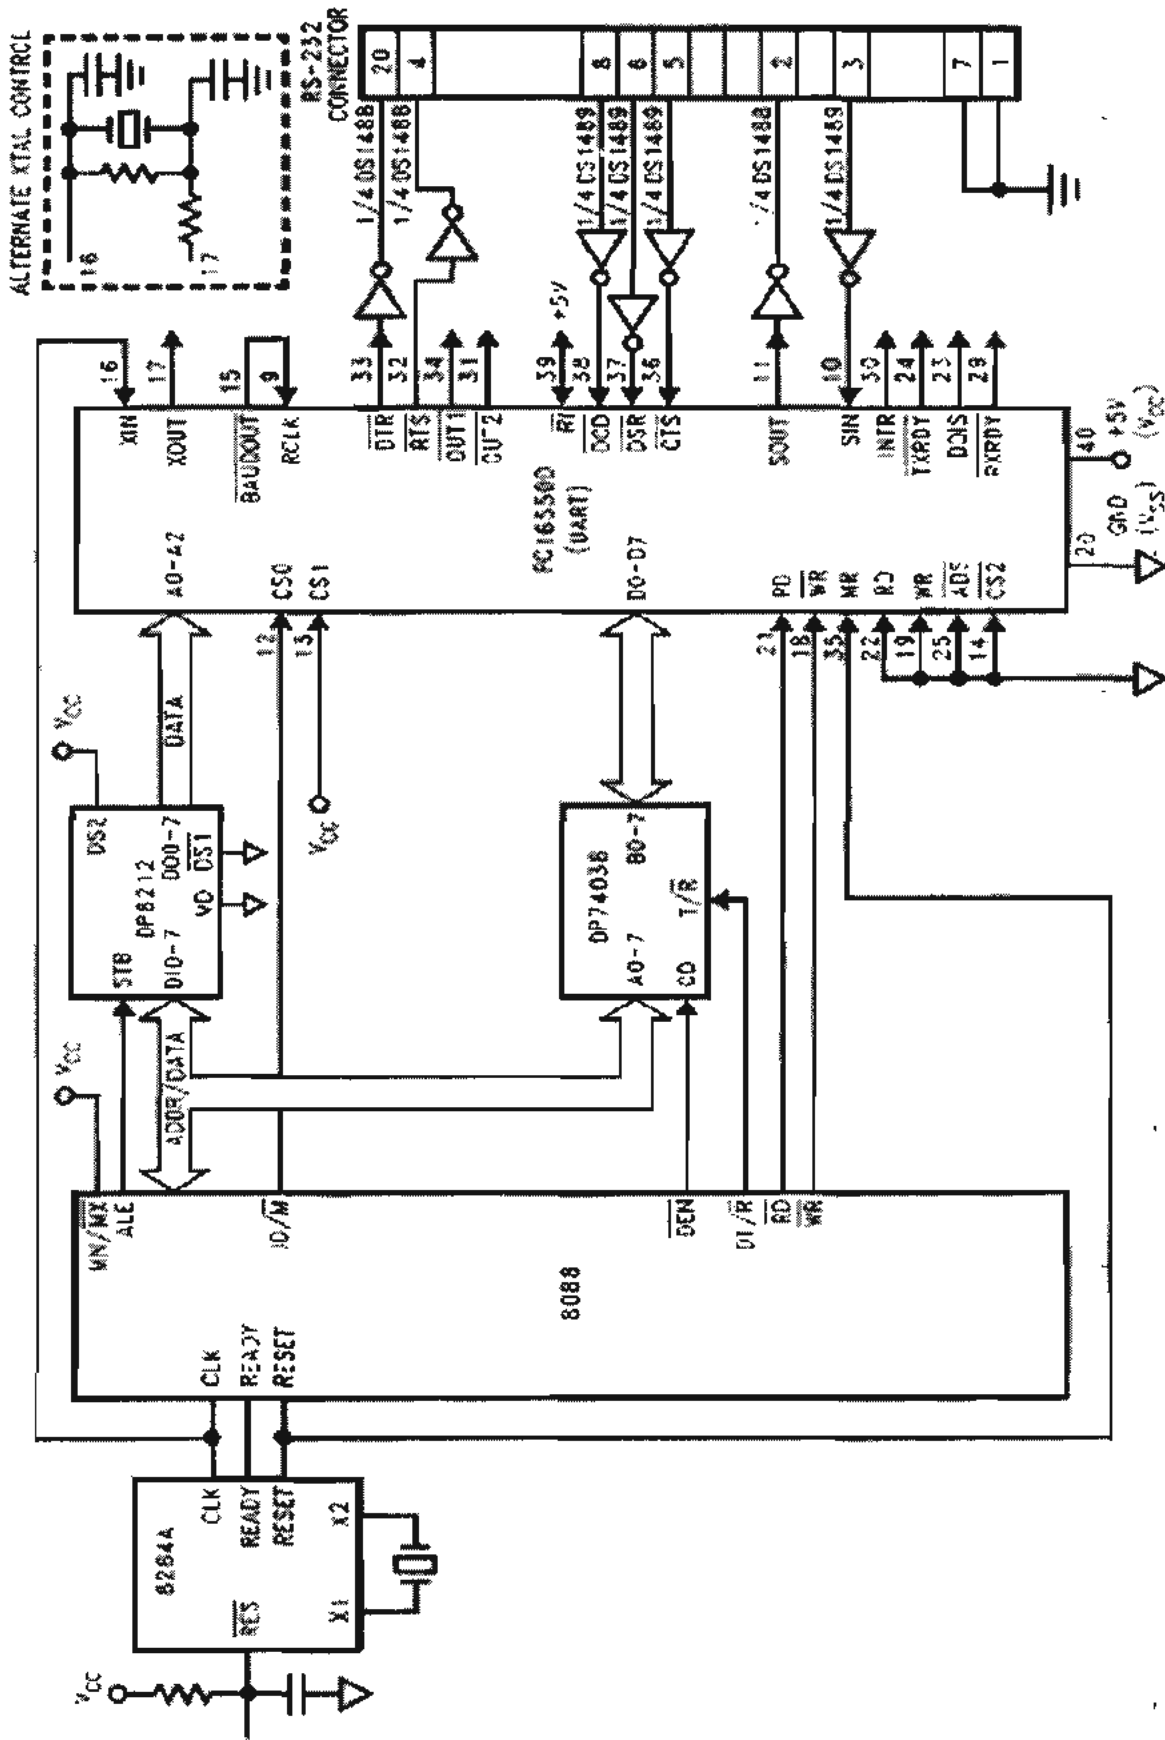 ALTERNATE XTAL CONTROL
16
17
RS-232
CONNECTOR
20
4
8
6
5
2
3
7
1
1/4 DS1488
1/4 DS1488
1/4 DS1489
1/4 DS1489
1/4 DS1489
1/4 DS1488
1/4 DS1489
+5V
16
17
15
9
33
32
34
31
39
38
37
36
11
10
30
24
23
29
XIN
XOUT
BAUDOUT
RCLK
DTR
RTS
OUT1
OUT2
RI
DCD
DSR
CTS
SOUT
SIN
INTR
TXRDY
DDIS
RXRDY
PC16550D
(UART)
A0-A2
CS0
CS1
D0-D7
RD
WR
MR
RD
WR
ADS
CS2
12
13
21
18
35
22
19
25
14
40
+5V
(VCC)
20
GND
(VSS)
VCC
DATA
VCC
DS2
DO0-7
DS1
DP8212
MD
STB
DI0-7
B0-7
T/R
DP7403B
A0-7
CD
VCC
ADDR/DATA
MN/MX
ALE
IO/M
DEN
DT/R
RD
WR
8088
CLK
READY
RESET
CLK
READY
RESET
X2
8284A
RES
X1
VCC